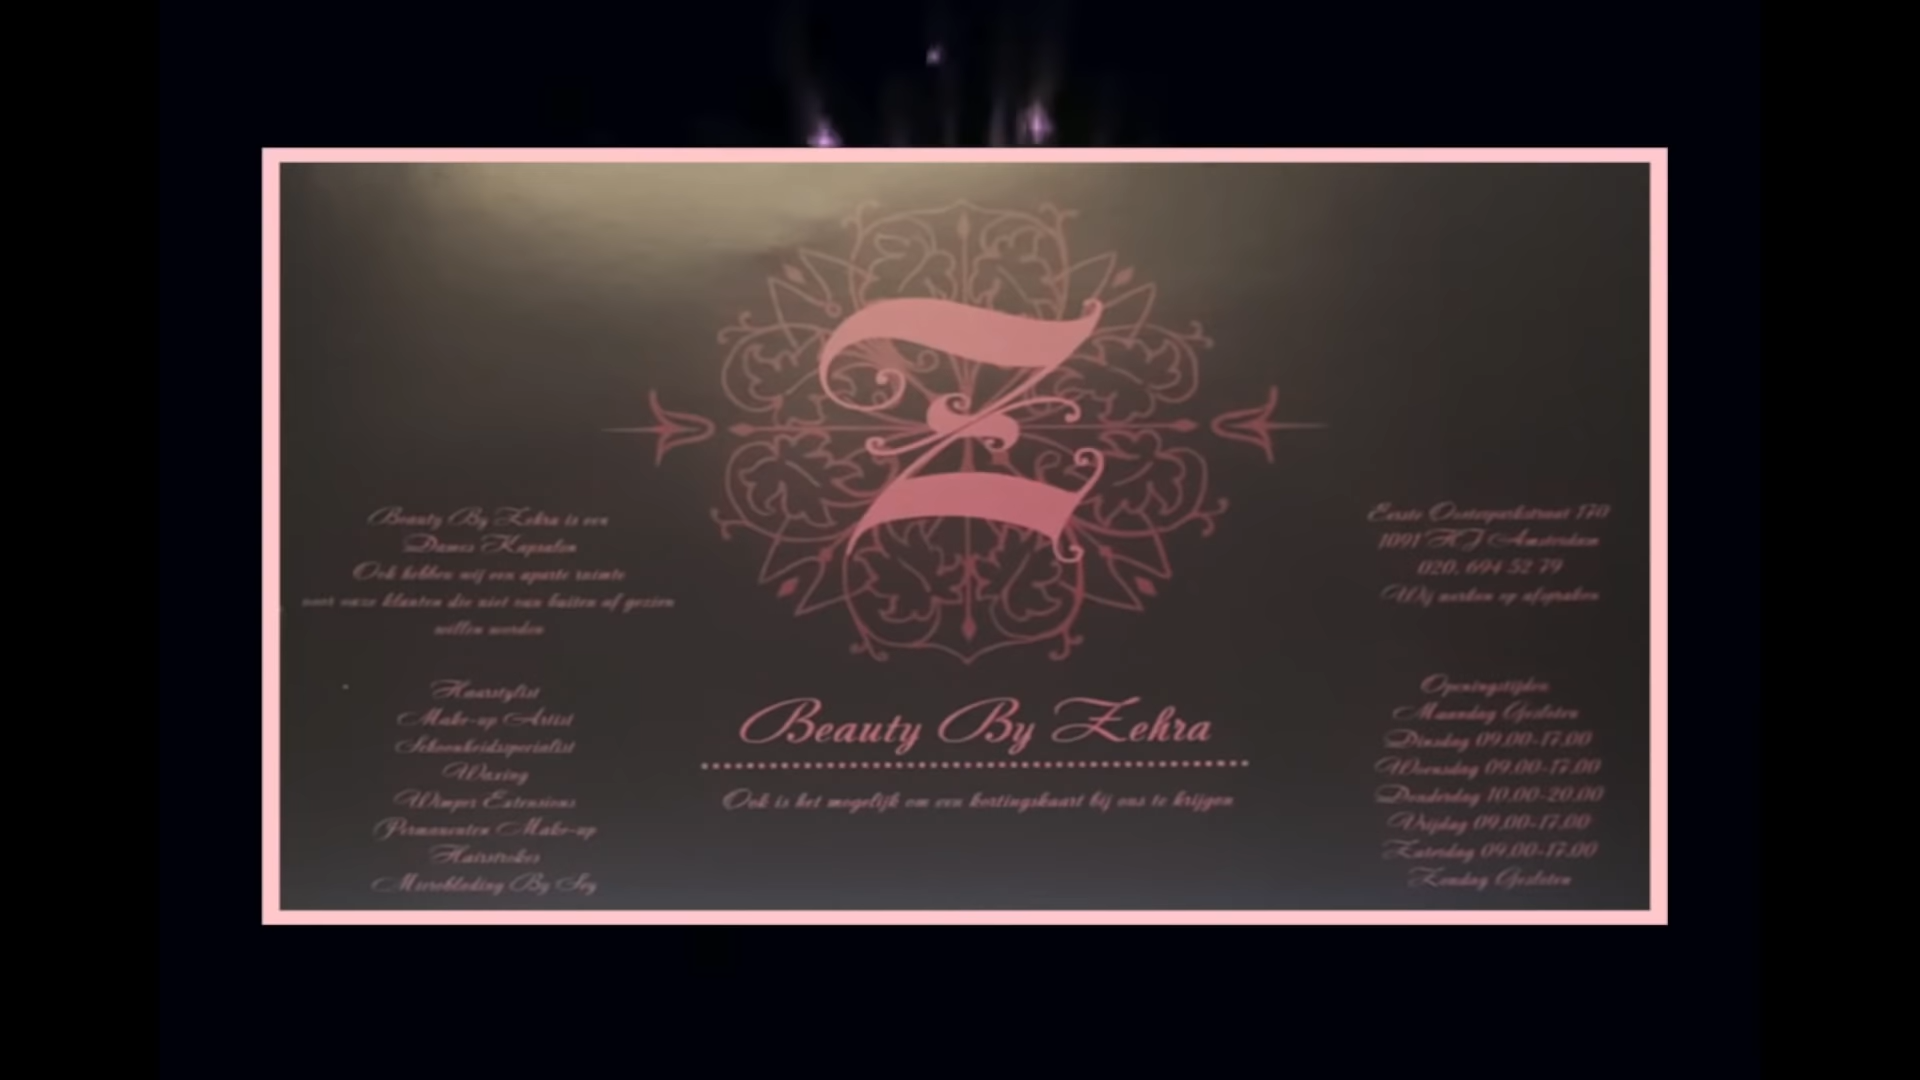 Z
Beauty By Zehra is een
Dames Kapsalon
Ook hebben wij een aparte ruimte
voor onze klanten die niet van buiten af gezien
willen worden
Haarstylist
Make-up Artist
Schoonheidsspecialist
Waxing
Wimper Extensions
Permanenten Make-up
Hairstrokes
Microblading By Sey
Beauty By Zehra
Ook is het mogelijk om een kortingskaart bij ons te krijgen
Eerste Oosterparkstraat 170
1091 HJ Amsterdam
020. 694 52 79
Wij werken op afspraken
Openingstijden
Maandag Gesloten
Dinsdag 09.00-17.00
Woensdag 09.00-17.00
Donderdag 10.00-20.00
Vrijdag 09.00-17.00
Zaterdag 09.00-17.00
Zondag Gesloten